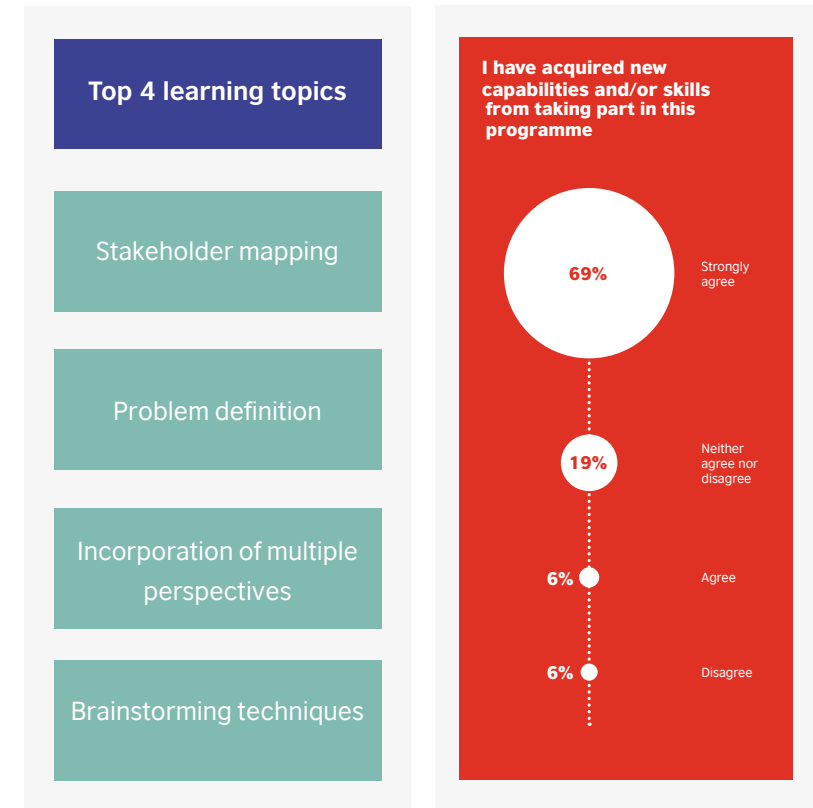 Top 4 learning topics
Stakeholder mapping
Problem definition
Incorporation of multiple
perspectives
Brainstorming techniques
I have acquired new
capabilities and/or skills
from taking part in this
programme
69%
Strongly
agree
19%
Neither
agree nor
disagree
6%
Agree
6%
Disagree